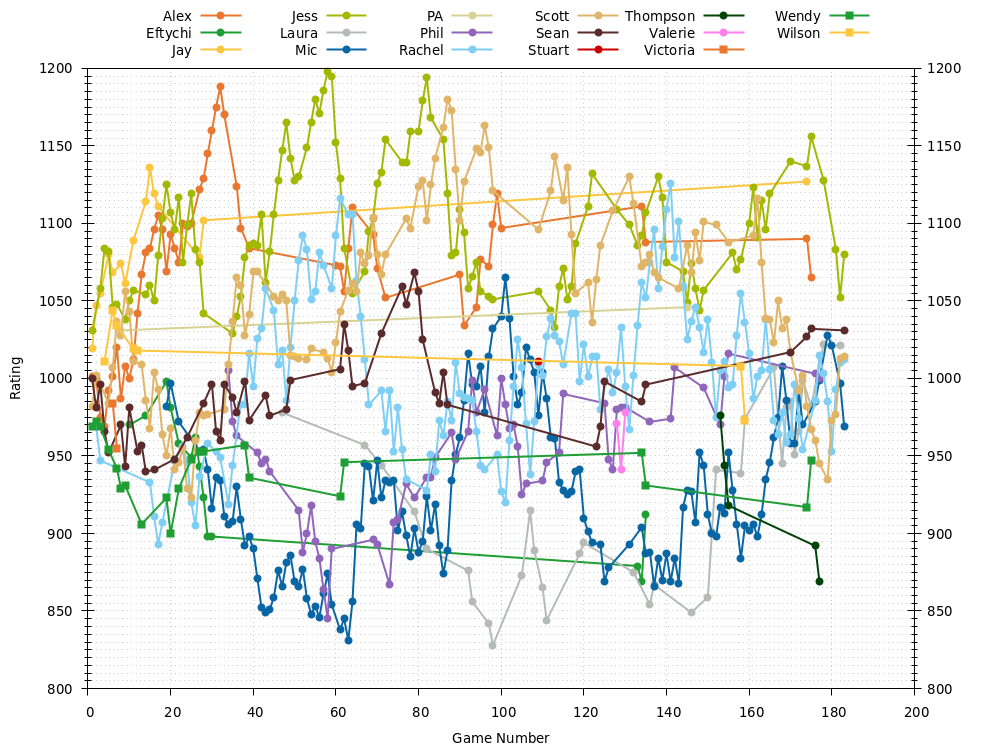 Alex Jess PA Scott Thompson Wendy
Eftychi Laura Phil Sean Valerie Wilson
Jay Mic Rachel Stuart Victoria
1200 1200
1150 1150
1100 1100
1050 1050
1000 1000
950 950
900 900
850 850
800 800
Rating
0 20 40 60 80 100 120 140 160 180 200
Game Number